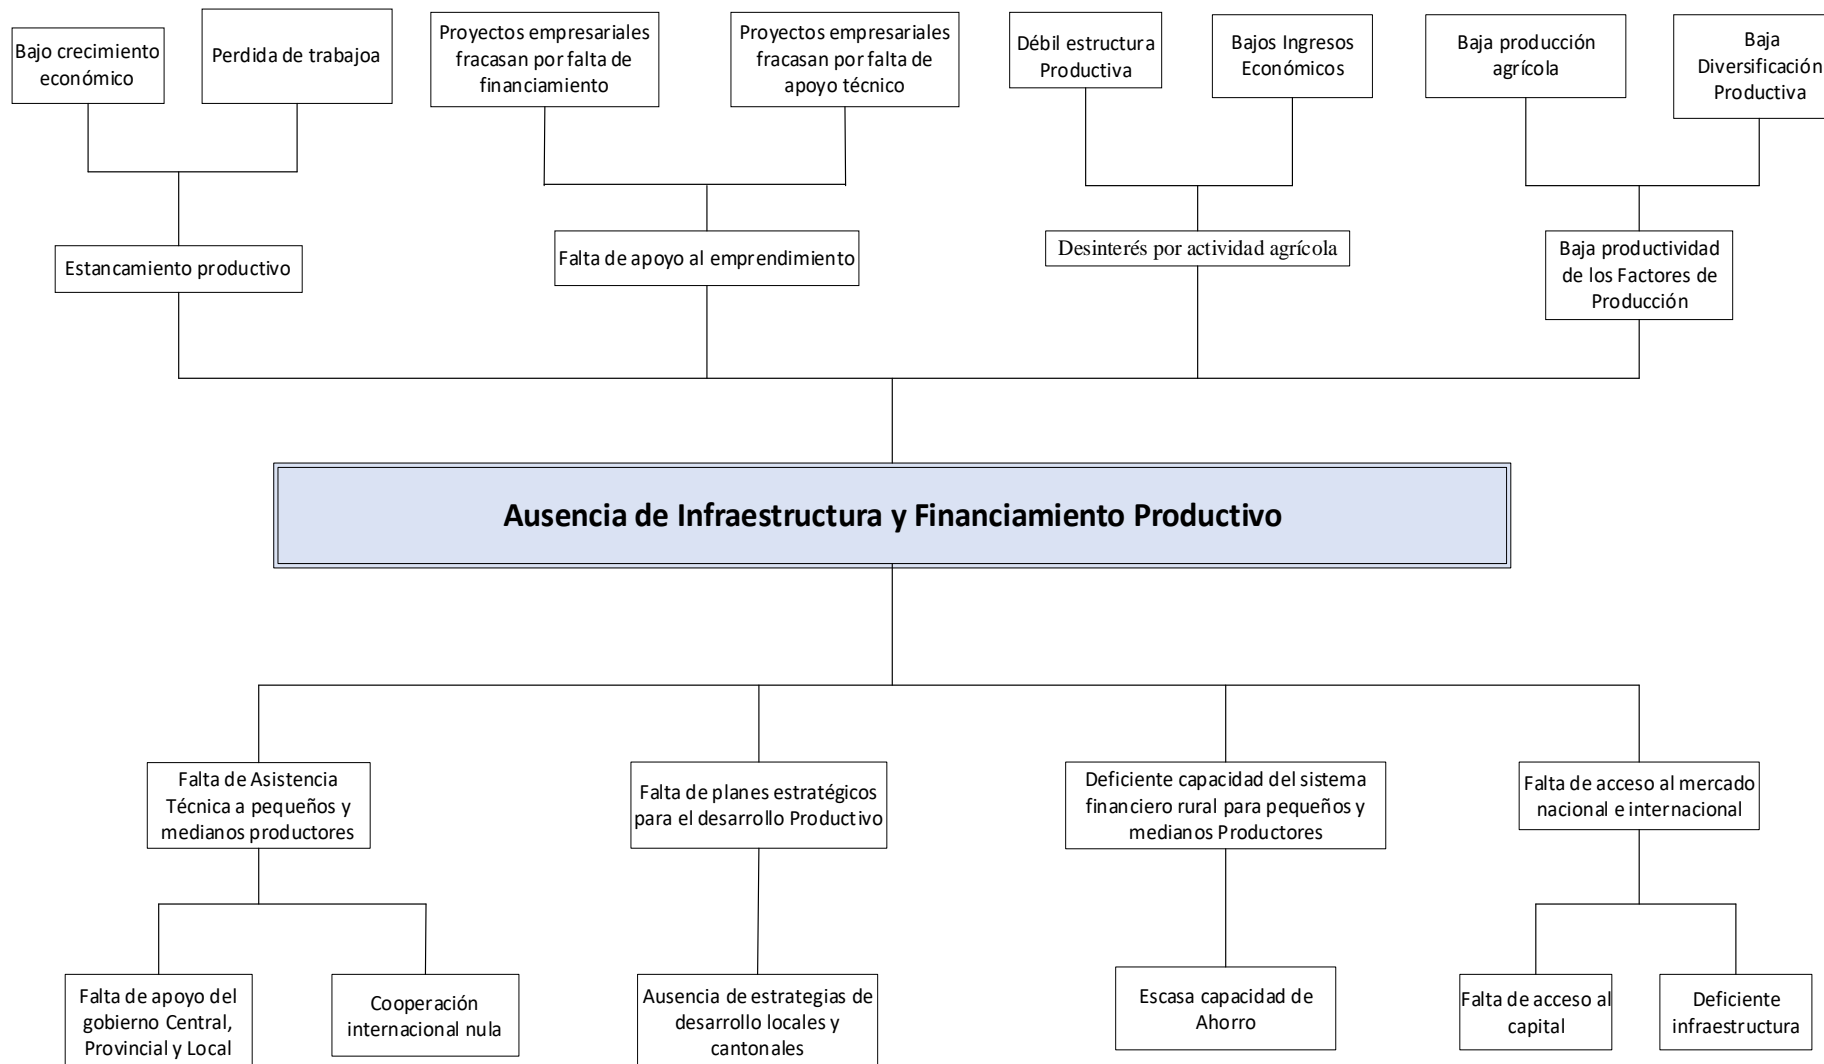 Bajo crecimiento
económico
Perdida de trabajoa
Proyectos empresariales
fracasan por falta de
financiamiento
Proyectos empresariales
fracasan por falta de
apoyo técnico
Débil estructura
Productiva
Bajos Ingresos
Económicos
Baja producción
agrícola
Baja
Diversificación
Productiva
Estancamiento productivo
Falta de apoyo al emprendimiento
Desinterés por actividad agrícola
Baja productividad
de los Factores de
Producción
Ausencia de Infraestructura y Financiamiento Productivo
Falta de Asistencia
Técnica a pequeños y
medianos productores
Falta de planes estratégicos
para el desarrollo Productivo
Deficiente capacidad del sistema
financiero rural para pequeños y
medianos Productores
Falta de acceso al mercado
nacional e internacional
Falta de apoyo del
gobierno Central,
Provincial y Local
Cooperación
internacional nula
Ausencia de estrategias de
desarrollo locales y
cantonales
Escasa capacidad de
Ahorro
Falta de acceso al
capital
Deficiente
infraestructura